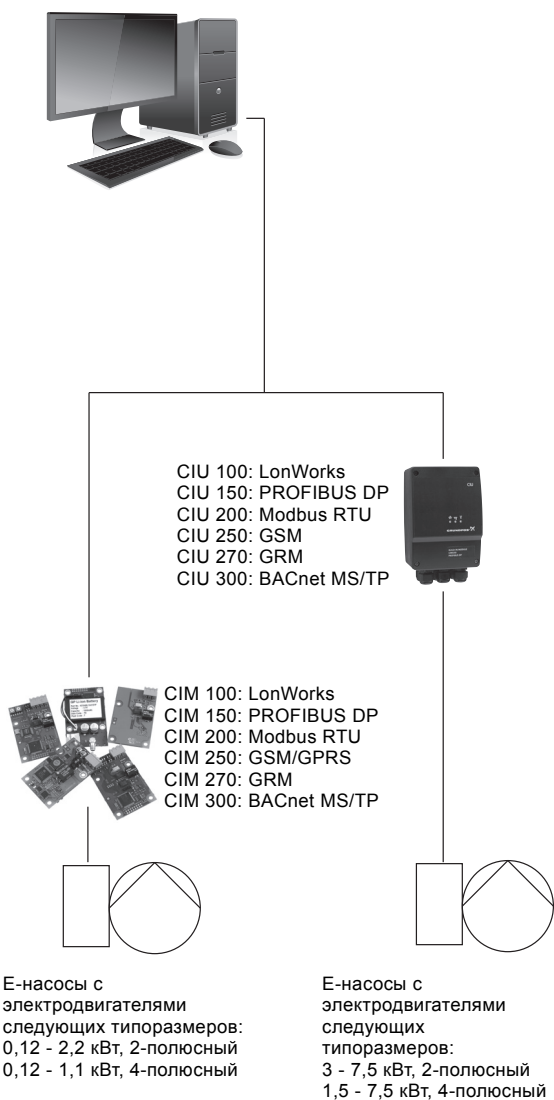 CIU 100: LonWorks
CIU 150: PROFIBUS DP
CIU 200: Modbus RTU
CIU 250: GSM
CIU 270: GRM
CIU 300: BACnet MS/TP
CIU
CIM 100: LonWorks
CIM 150: PROFIBUS DP
CIM 200: Modbus RTU
CIM 250: GSM/GPRS
CIM 270: GRM
CIM 300: BACnet MS/TP
Е-насосы с
электродвигателями
следующих типоразмеров:
0,12 - 2,2 кВт, 2-полюсный
0,12 - 1,1 кВт, 4-полюсный
Е-насосы с
электродвигателями
следующих
типоразмеров:
3 - 7,5 кВт, 2-полюсный
1,5 - 7,5 кВт, 4-полюсный